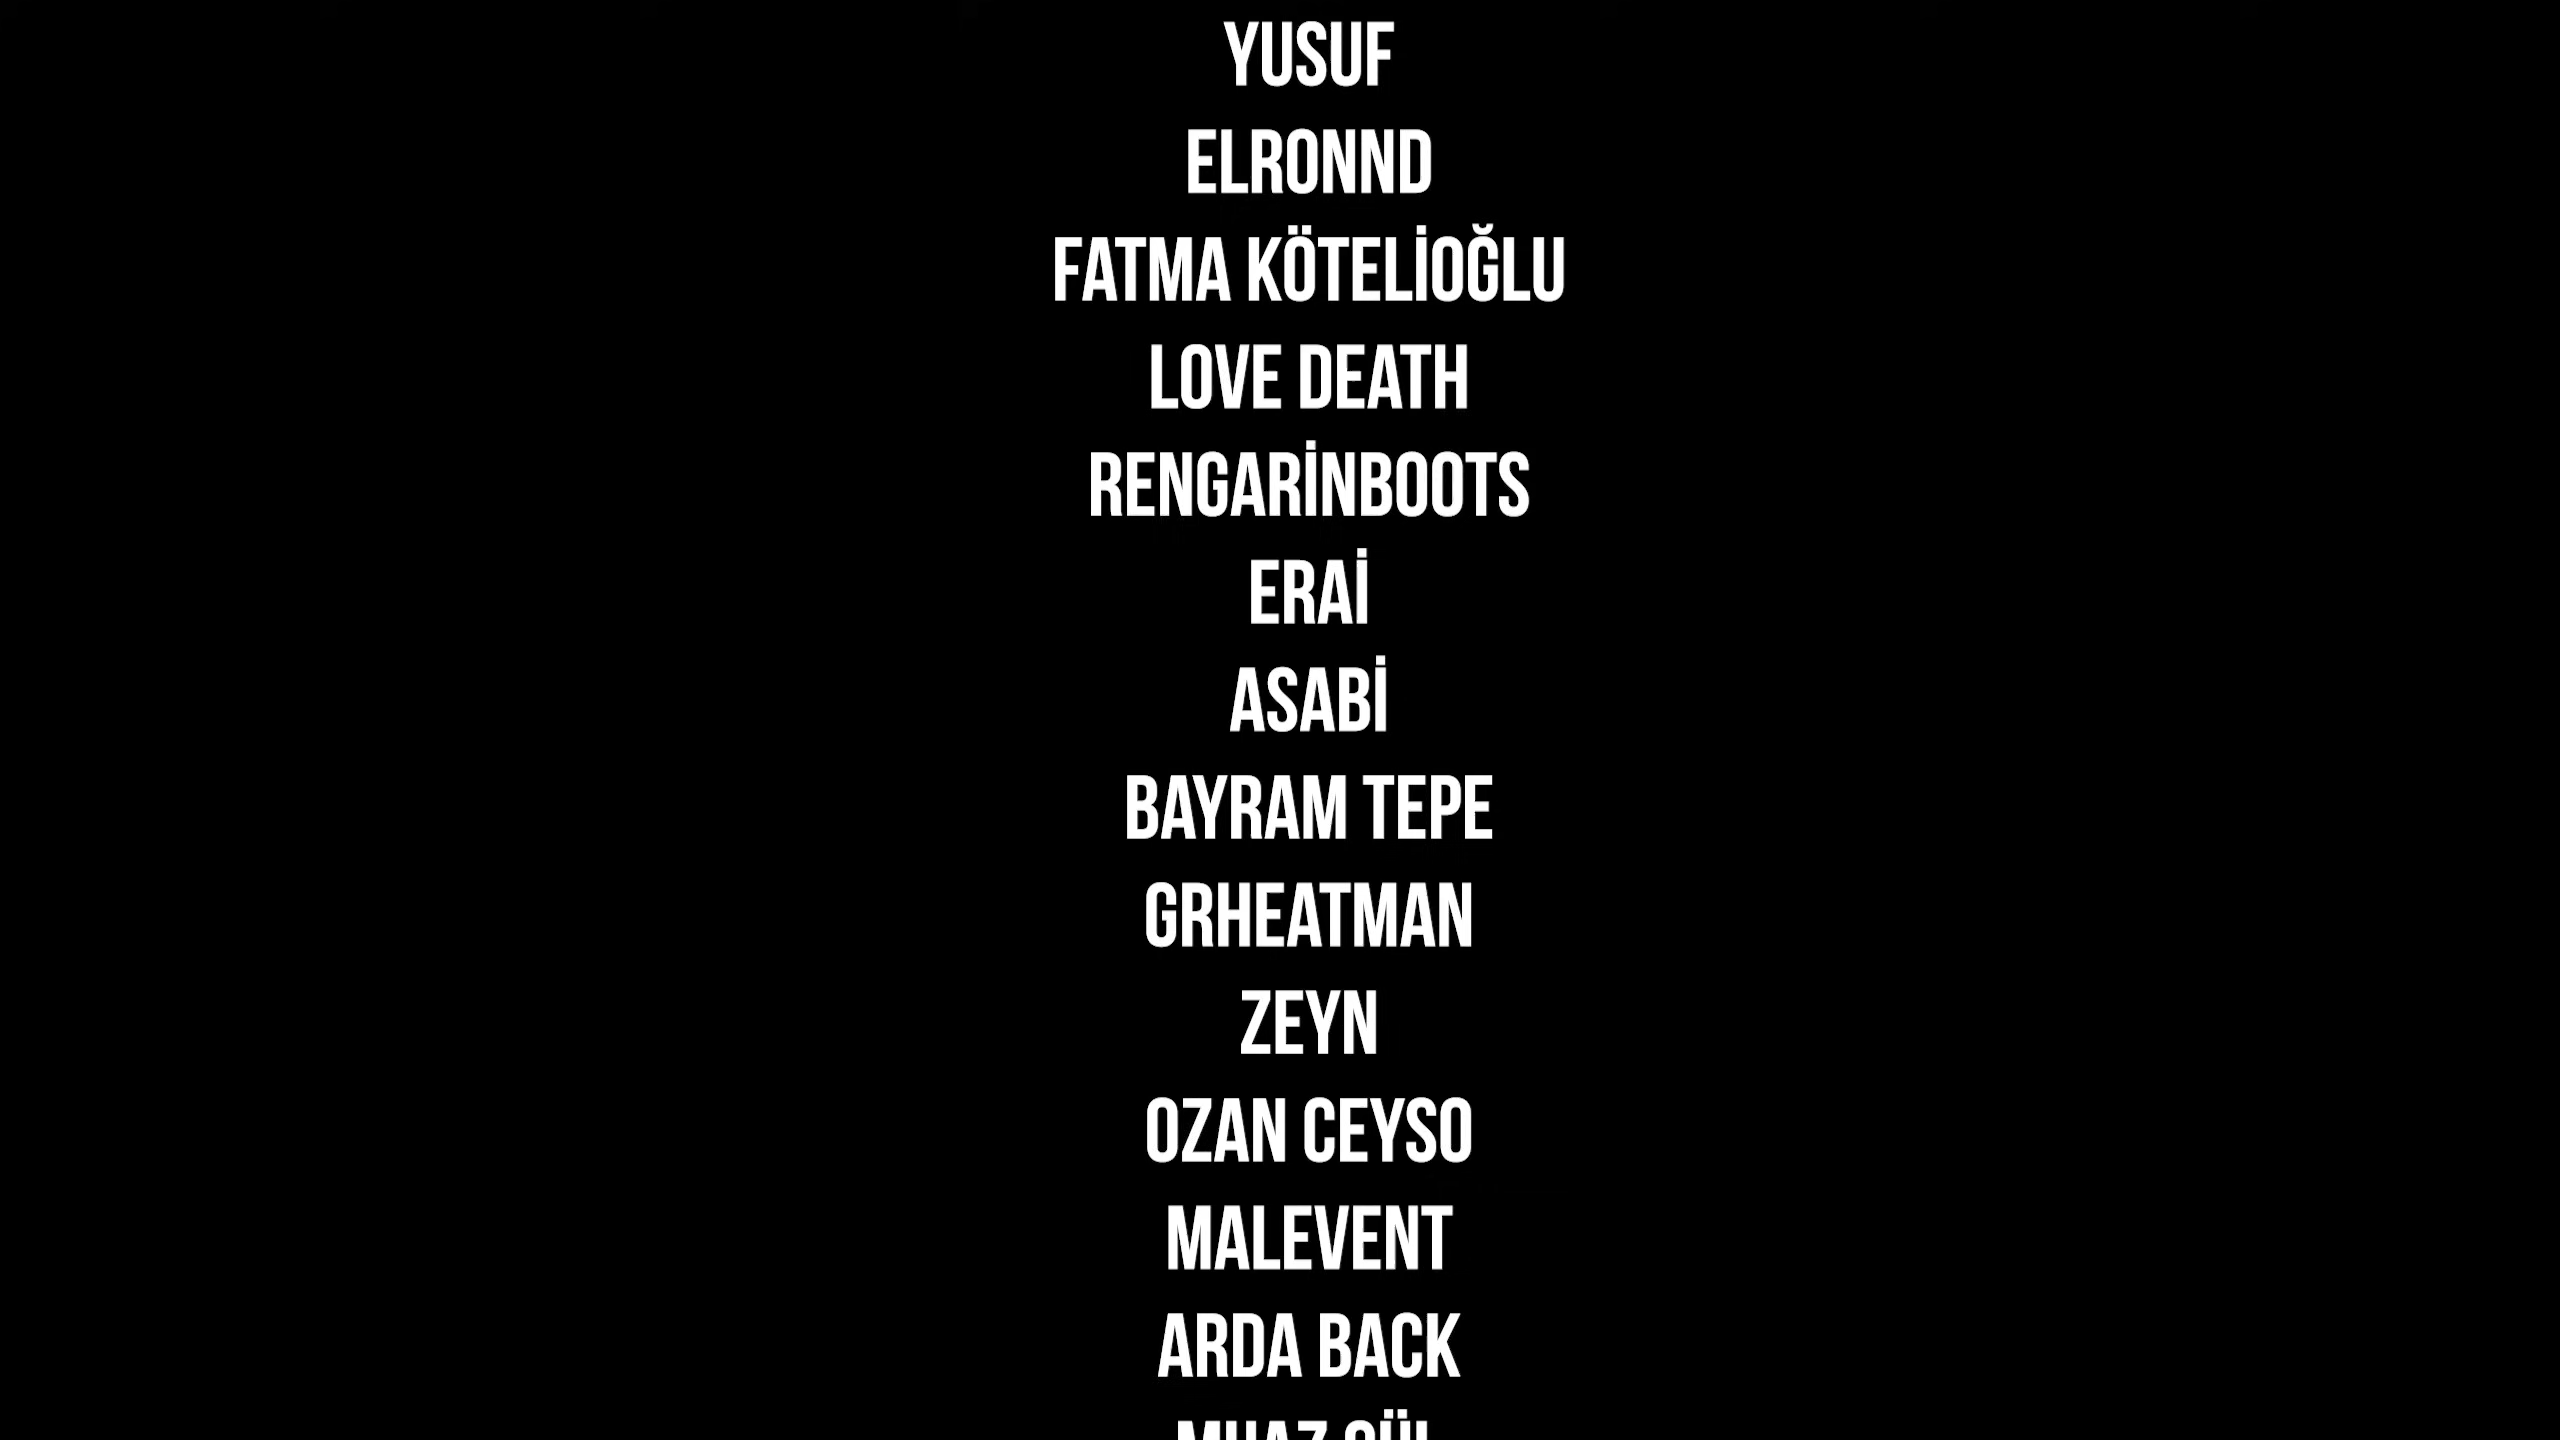 YUSUF
ELRONND
FATMA KÖTELİOĞLU
LOVE DEATH
RENGARİNBOOTS
ERAİ
ASABİ
BAYRAM TEPE
GRHEATMAN
ZEYN
OZAN CEYSO
MALEVENT
ARDA BACK